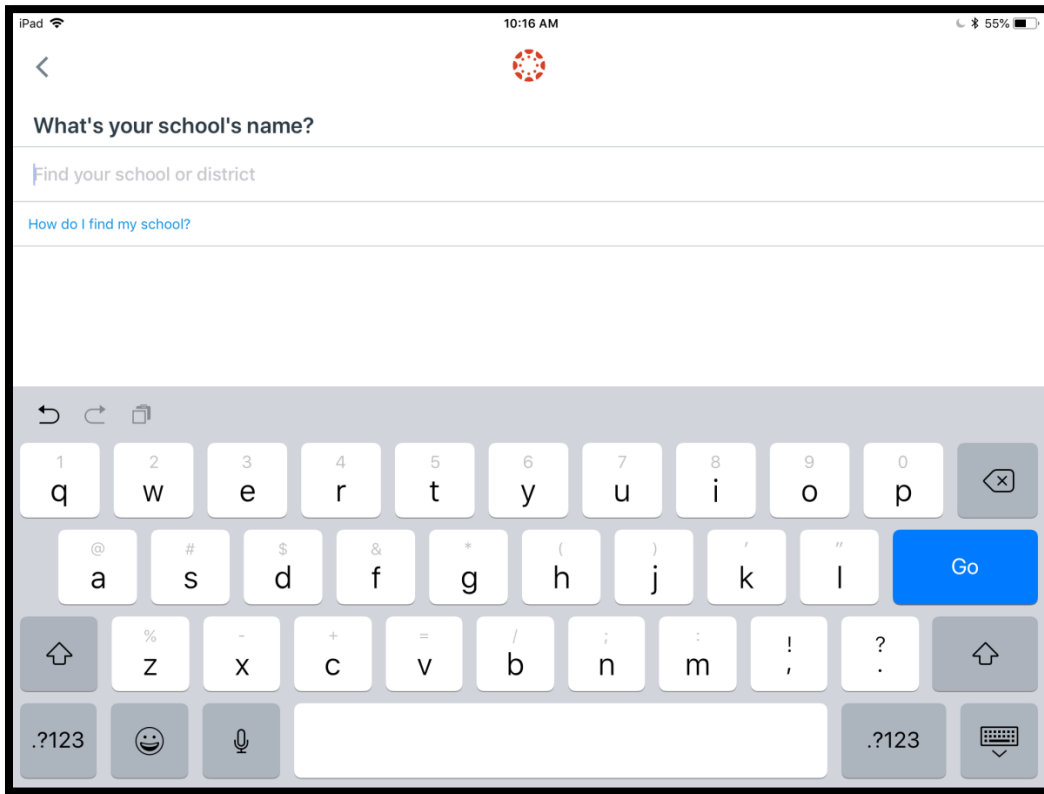 iPad 10:16 AM 55%
What's your school's name?
Find your school or district
How do I find my school?
1 2 3 4 5 6 7 8 9 0
q w e r t y u i o p
@ # $ & * ( ) ' "
a s d f g h j k l Go
% - + = / ; : ! ?
z x c v b n m , .
.?123 .?123